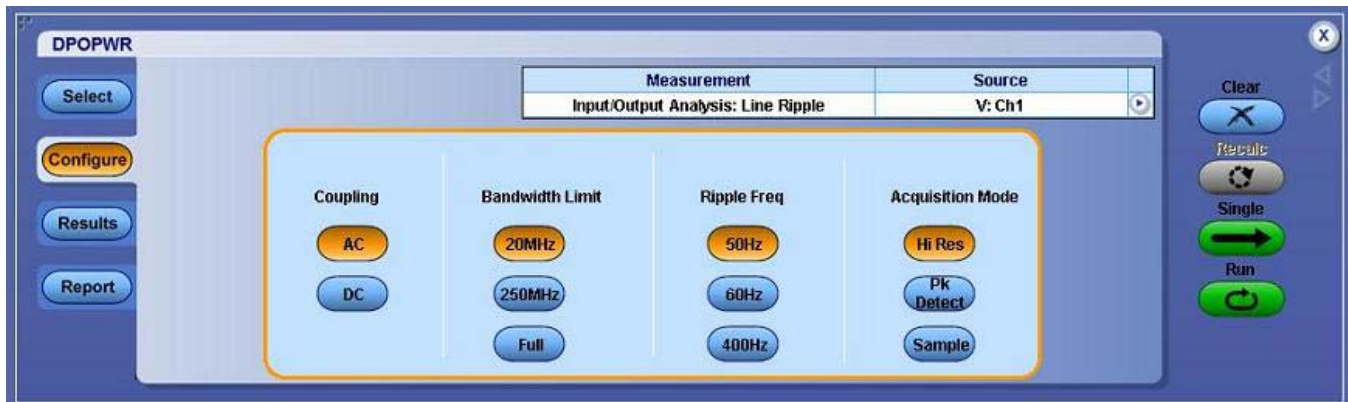 DPOPWR
Select
Configure
Results
Report
Measurement Source
Input/Output Analysis: Line Ripple V: Ch1
Coupling Bandwidth Limit Ripple Freq Acquisition Mode
AC 20MHz 50Hz Hi Res
DC 250MHz 60Hz Pk Detect
Full 400Hz Sample
X
Clear
Recalc
Single
Run